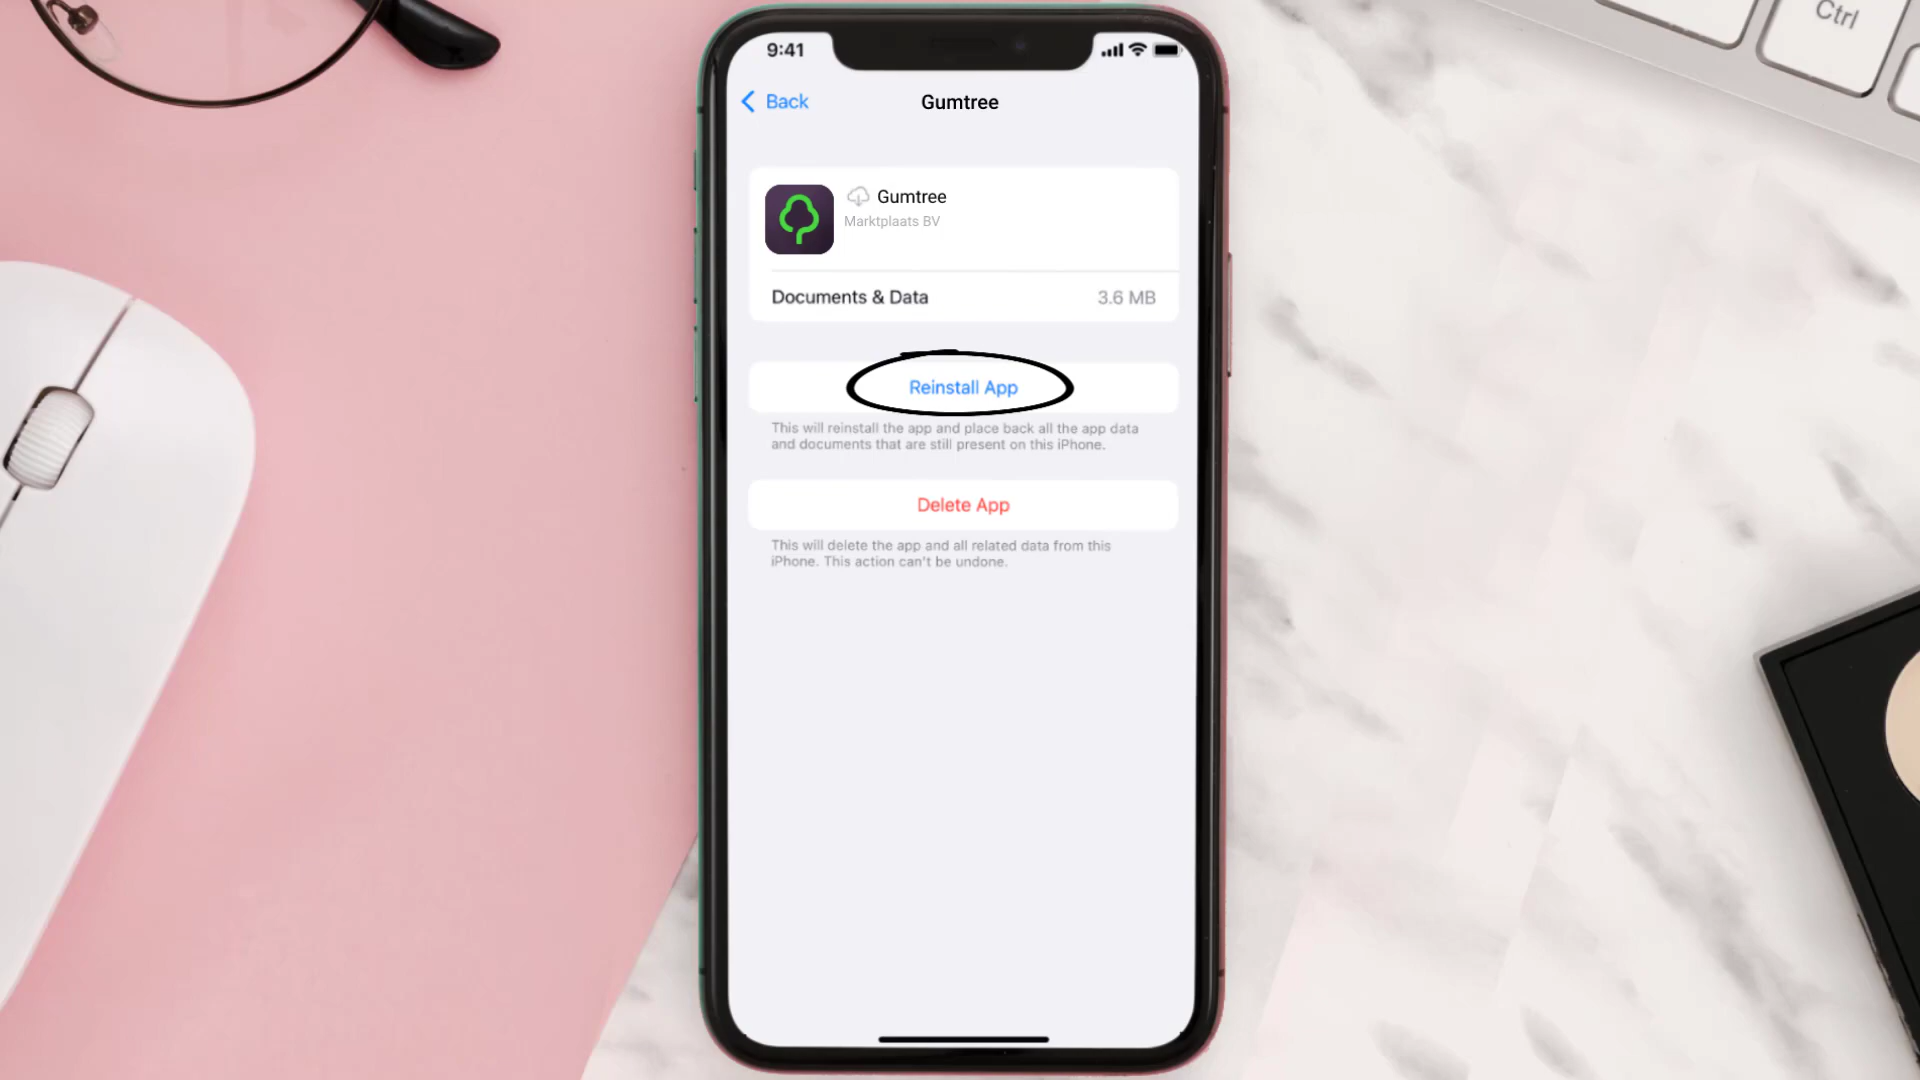 Ctrl
9:41
Back
Gumtree
Gumtree
Marktplaats BV
Documents & Data 3.6 MB
Reinstall App
This will reinstall the app and place back all the app data
and documents that are still present on this iPhone.
Delete App
This will delete the app and all related data from this
iPhone. This action can't be undone.